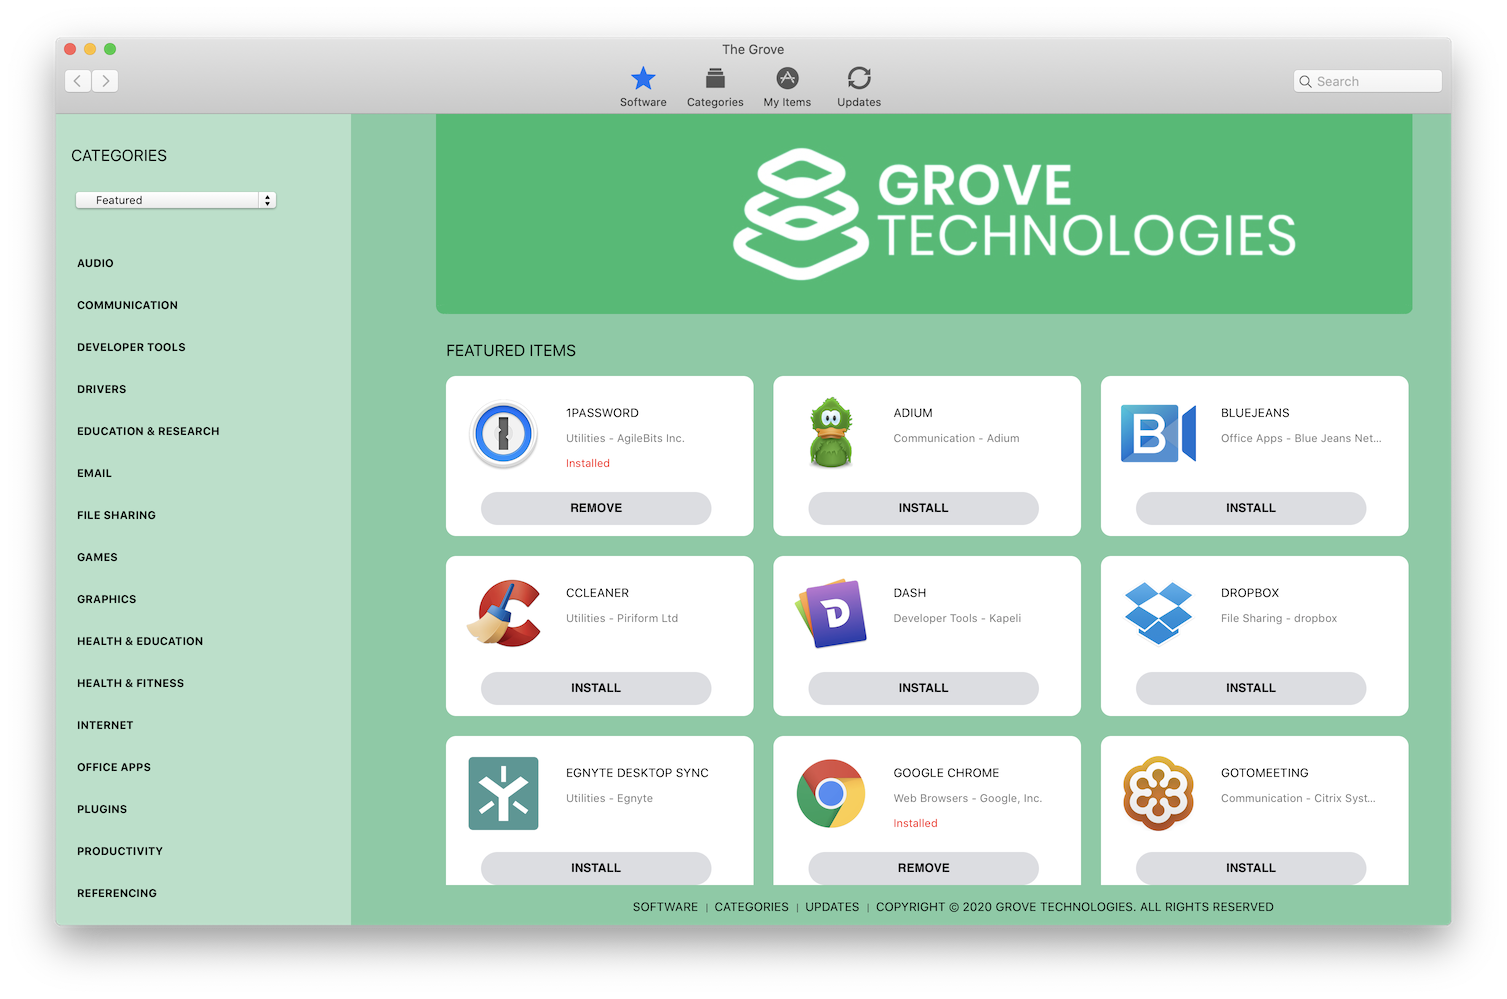 The Grove
Software
Categories
My Items
Updates
Search
CATEGORIES
Featured
AUDIO
COMMUNICATION
DEVELOPER TOOLS
DRIVERS
EDUCATION & RESEARCH
EMAIL
FILE SHARING
GAMES
GRAPHICS
HEALTH & EDUCATION
HEALTH & FITNESS
INTERNET
OFFICE APPS
PLUGINS
PRODUCTIVITY
REFERENCING
GROVE
TECHNOLOGIES
FEATURED ITEMS
1PASSWORD
Utilities - AgileBits Inc.
Installed
REMOVE
ADIUM
Communication - Adium
INSTALL
B
BLUEJEANS
Office Apps - Blue Jeans Net...
INSTALL
CCLEANER
Utilities - Piriform Ltd
INSTALL
D
DASH
Developer Tools - Kapeli
INSTALL
DROPBOX
File Sharing - dropbox
INSTALL
EGNYTE DESKTOP SYNC
Utilities - Egnyte
INSTALL
GOOGLE CHROME
Web Browsers - Google, Inc.
Installed
REMOVE
GOTOMEETING
Communication - Citrix Syst...
INSTALL
SOFTWARE | CATEGORIES | UPDATES | COPYRIGHT © 2020 GROVE TECHNOLOGIES. ALL RIGHTS RESERVED